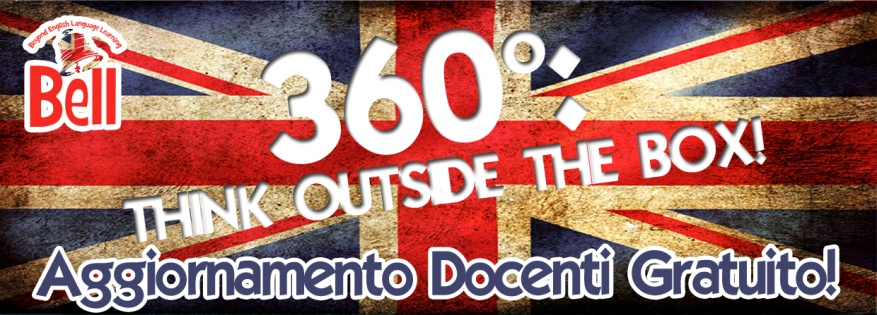 Beyond English Language Learning
Bell
360°:
THINK OUTSIDE THE BOX!
Aggiornamento Docenti Gratuito!